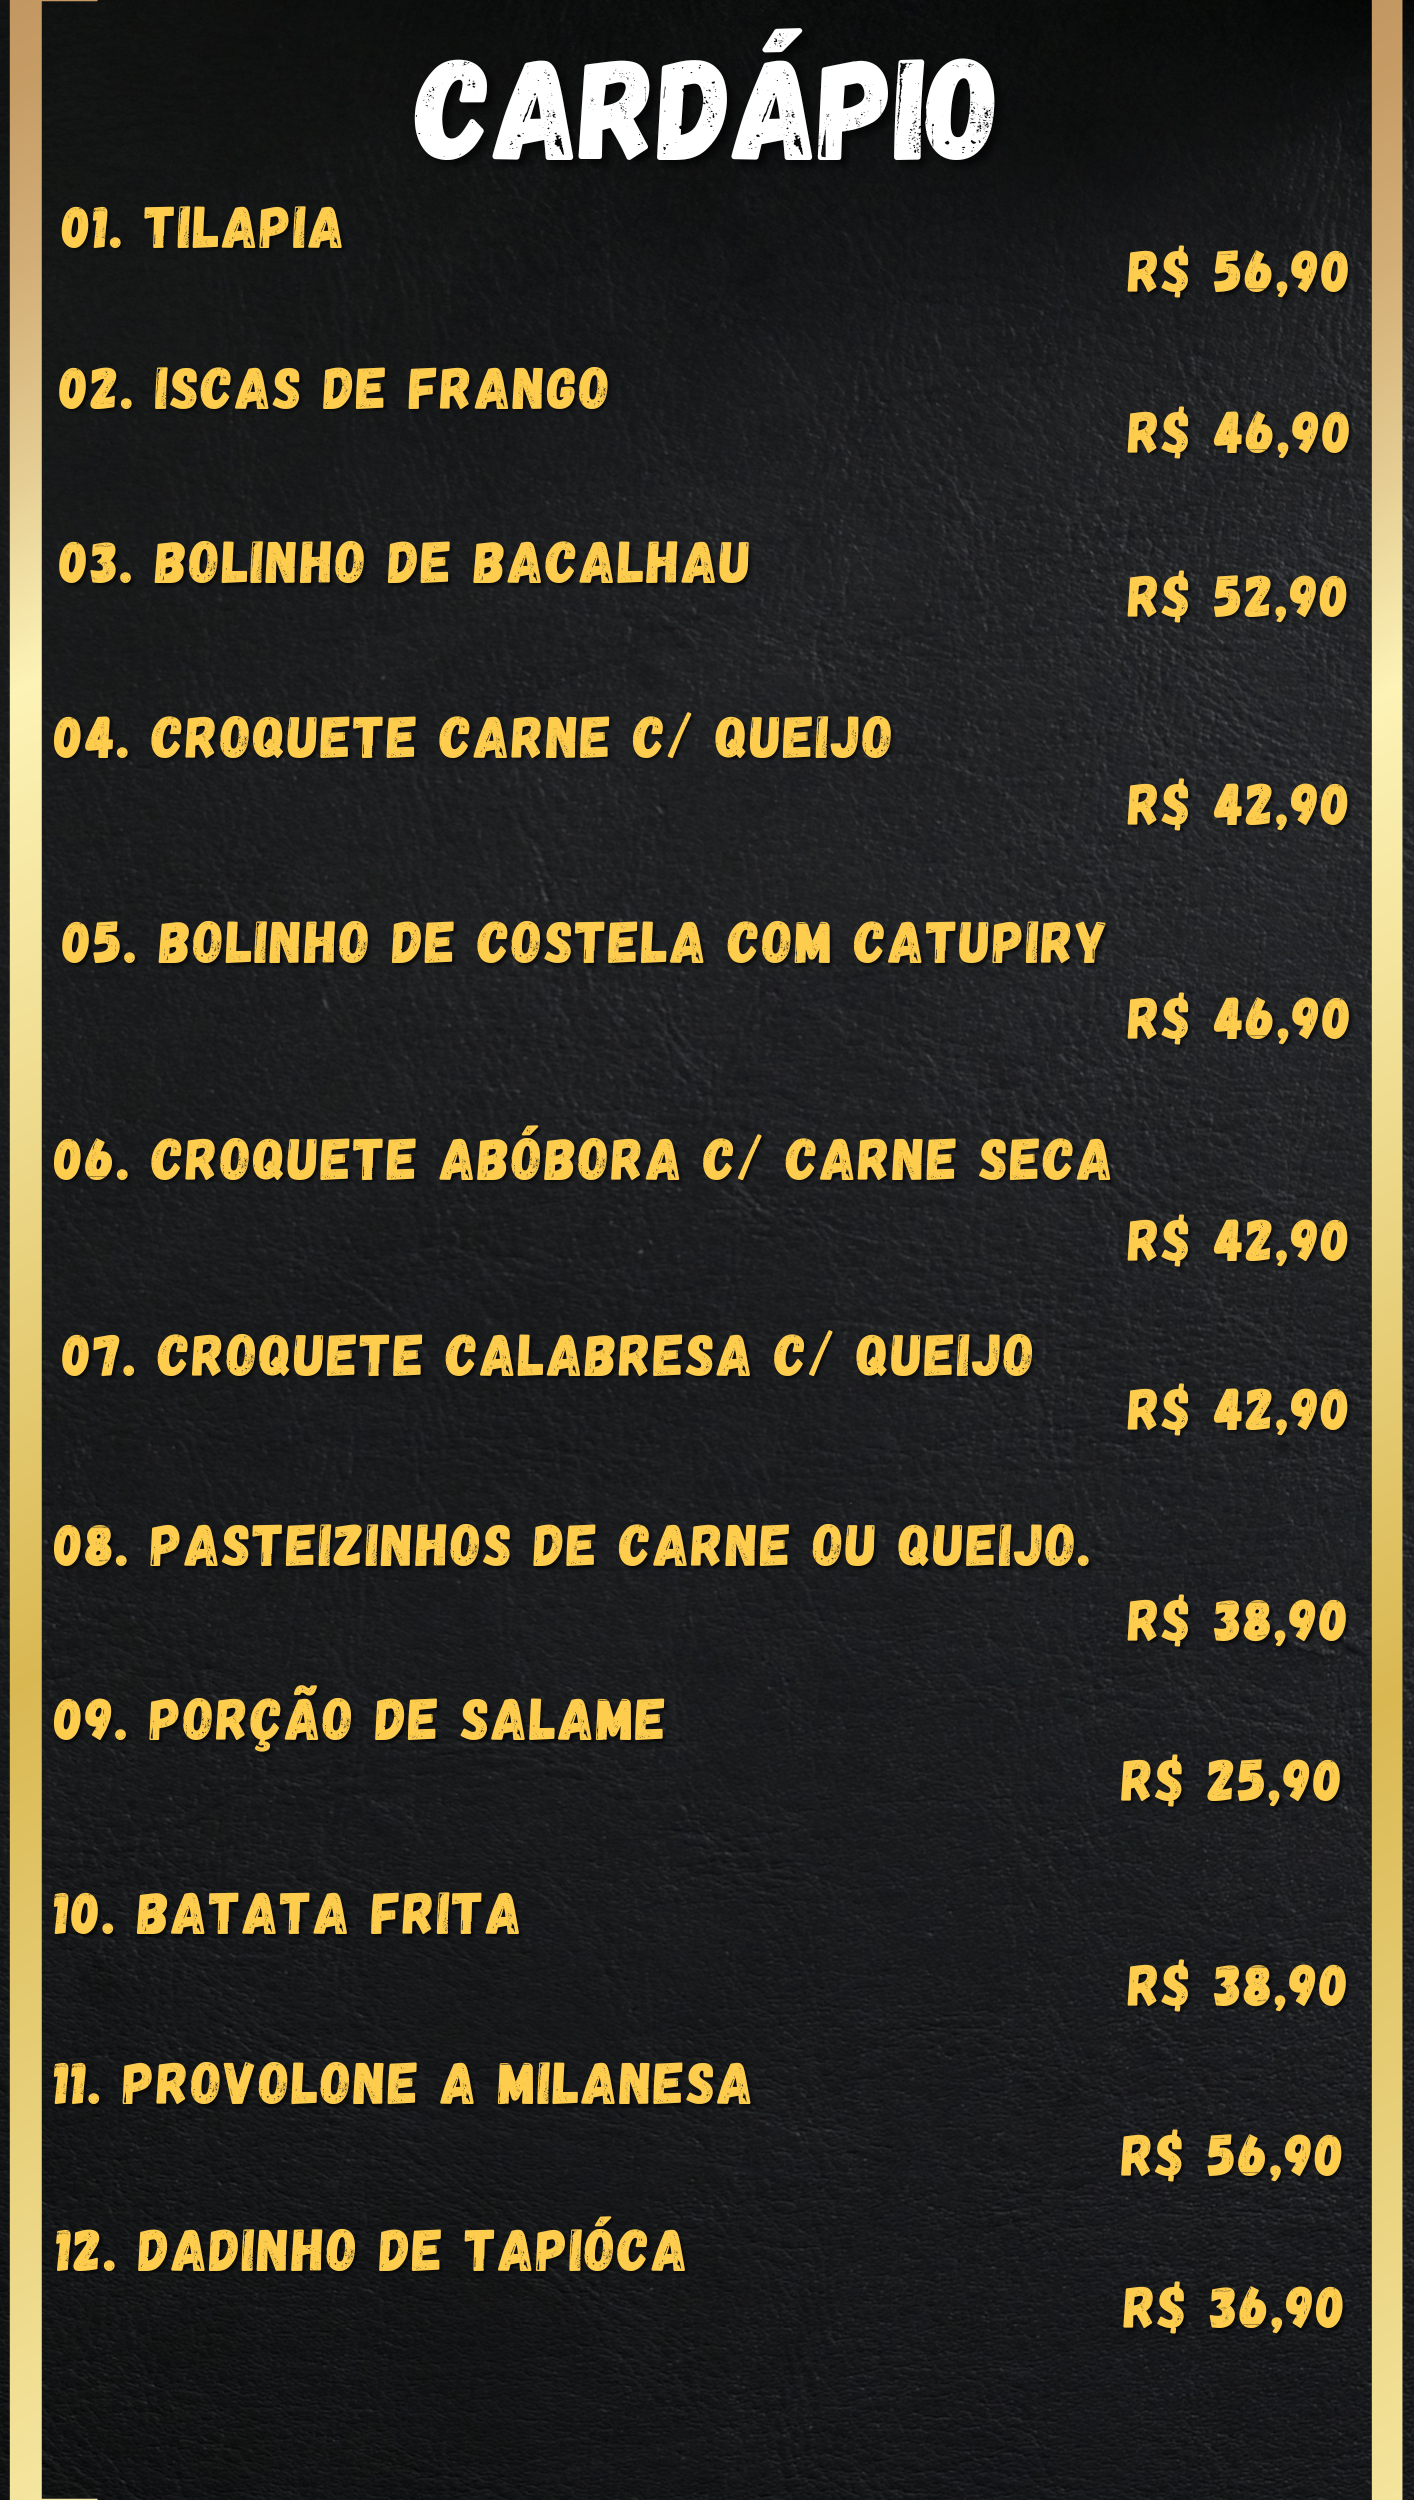 CARDÁPIO
01. TILAPIA
R$ 56,90
02. ISCAS DE FRANGO
R$ 46,90
03. BOLINHO DE BACALHAU
R$ 52,90
04. CROQUETE CARNE C/ QUEIJO
R$ 42,90
05. BOLINHO DE COSTELA COM CATUPIRY
R$ 46,90
06. CROQUETE ABÓBORA C/ CARNE SECA
R$ 42,90
07. CROQUETE CALABRESA C/ QUEIJO
R$ 42,90
08. PASTEIZINHOS DE CARNE OU QUEIJO.
R$ 38,90
09. PORÇÃO DE SALAME
R$ 25,90
10. BATATA FRITA
R$ 38,90
11. PROVOLONE A MILANESA
R$ 56,90
12. DADINHO DE TAPIÓCA
R$ 36,90